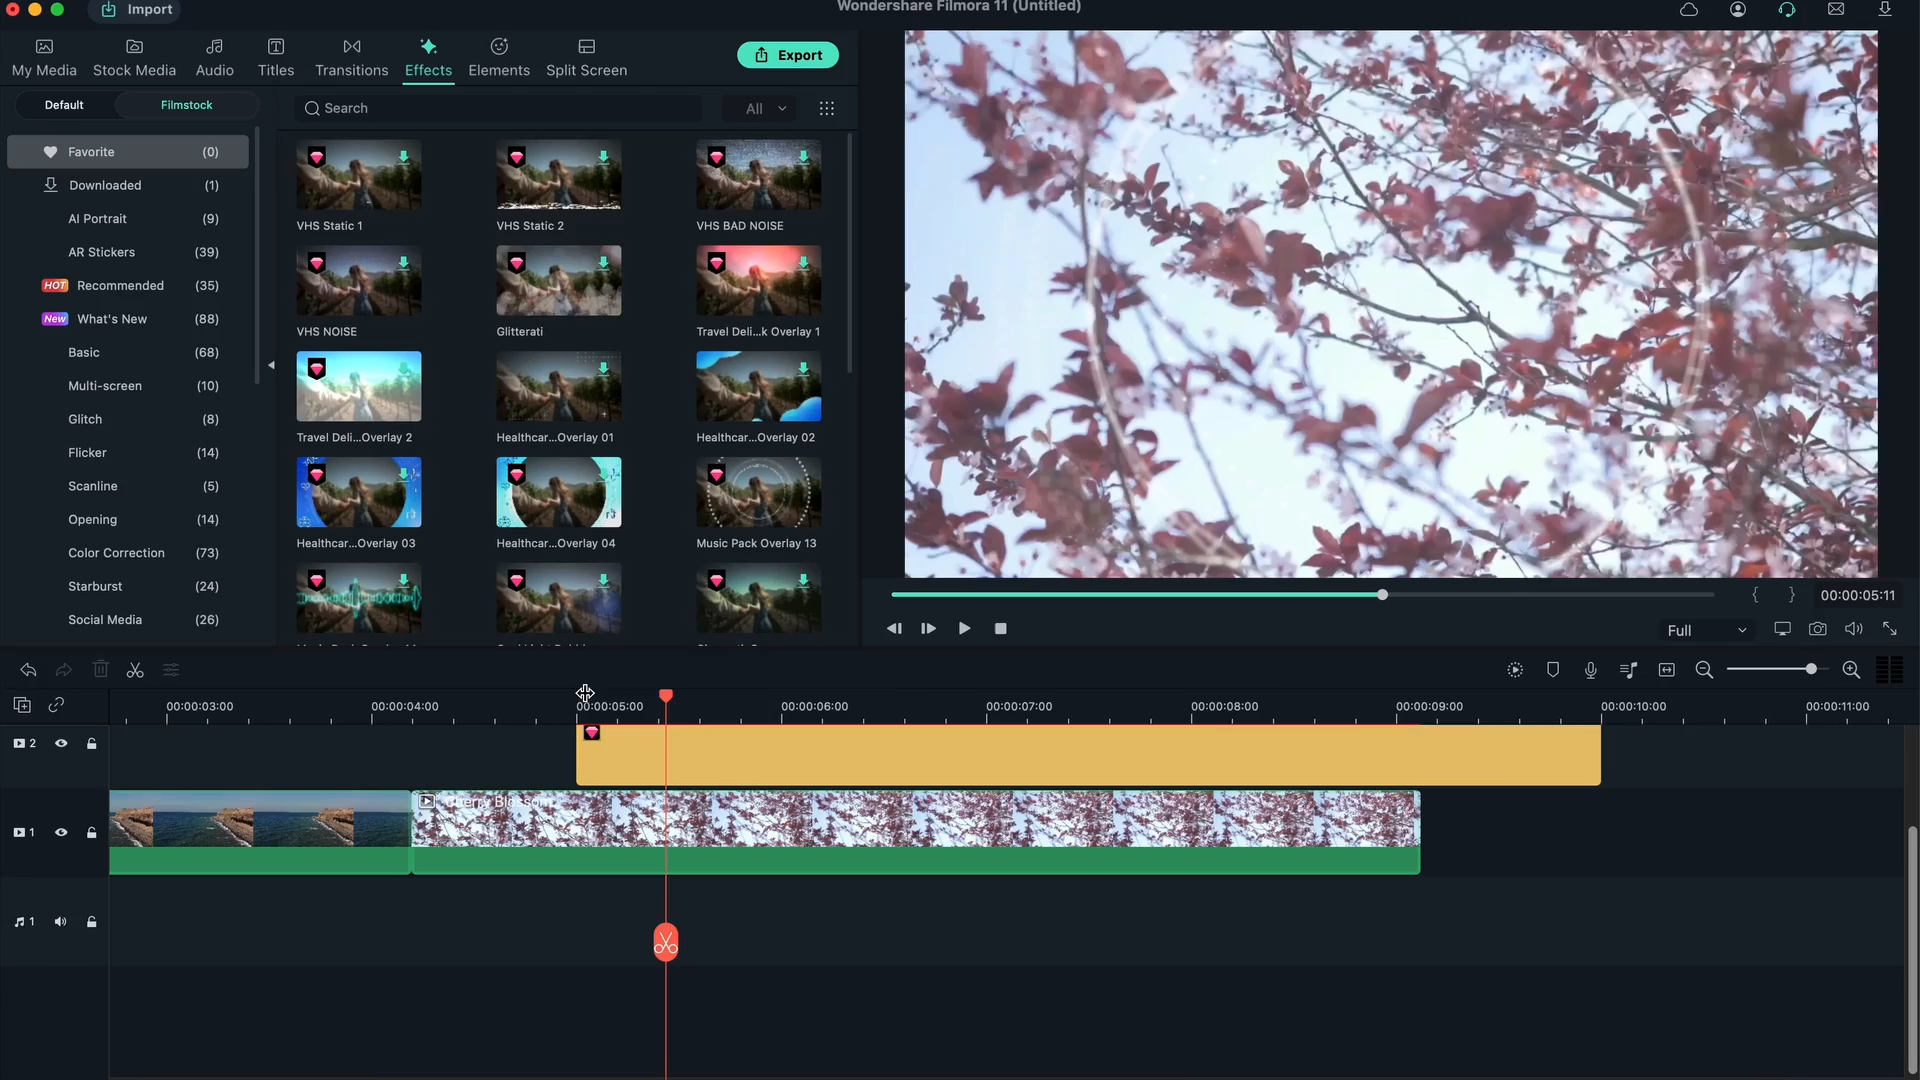 Import
Wondershare Filmora 11 (Untitled)
My Media
Stock Media
Audio
Titles
Transitions
Effects
Elements
Split Screen
Export
Default
Filmstock
Search
All
Favorite (0)
Downloaded (1)
AI Portrait (9)
AR Stickers (39)
HOT Recommended (35)
New What's New (88)
Basic (68)
Multi-screen (10)
Glitch (8)
Flicker (14)
Scanline (5)
Opening (14)
Color Correction (73)
Starburst (24)
Social Media (26)
VHS Static 1
VHS Static 2
VHS BAD NOISE
VHS NOISE
Glitterati
Travel Deli...k Overlay 1
Travel Deli...Overlay 2
Healthcar...Overlay 01
Healthcar...Overlay 02
Healthcar...Overlay 03
Healthcar...Overlay 04
Music Pack Overlay 13
{ }
00:00:05:11
Full
00:00:03:00
00:00:04:00
00:00:05:00
00:00:06:00
00:00:07:00
00:00:08:00
00:00:09:00
00:00:10:00
00:00:11:00
2
1
Cherry Blossom
1